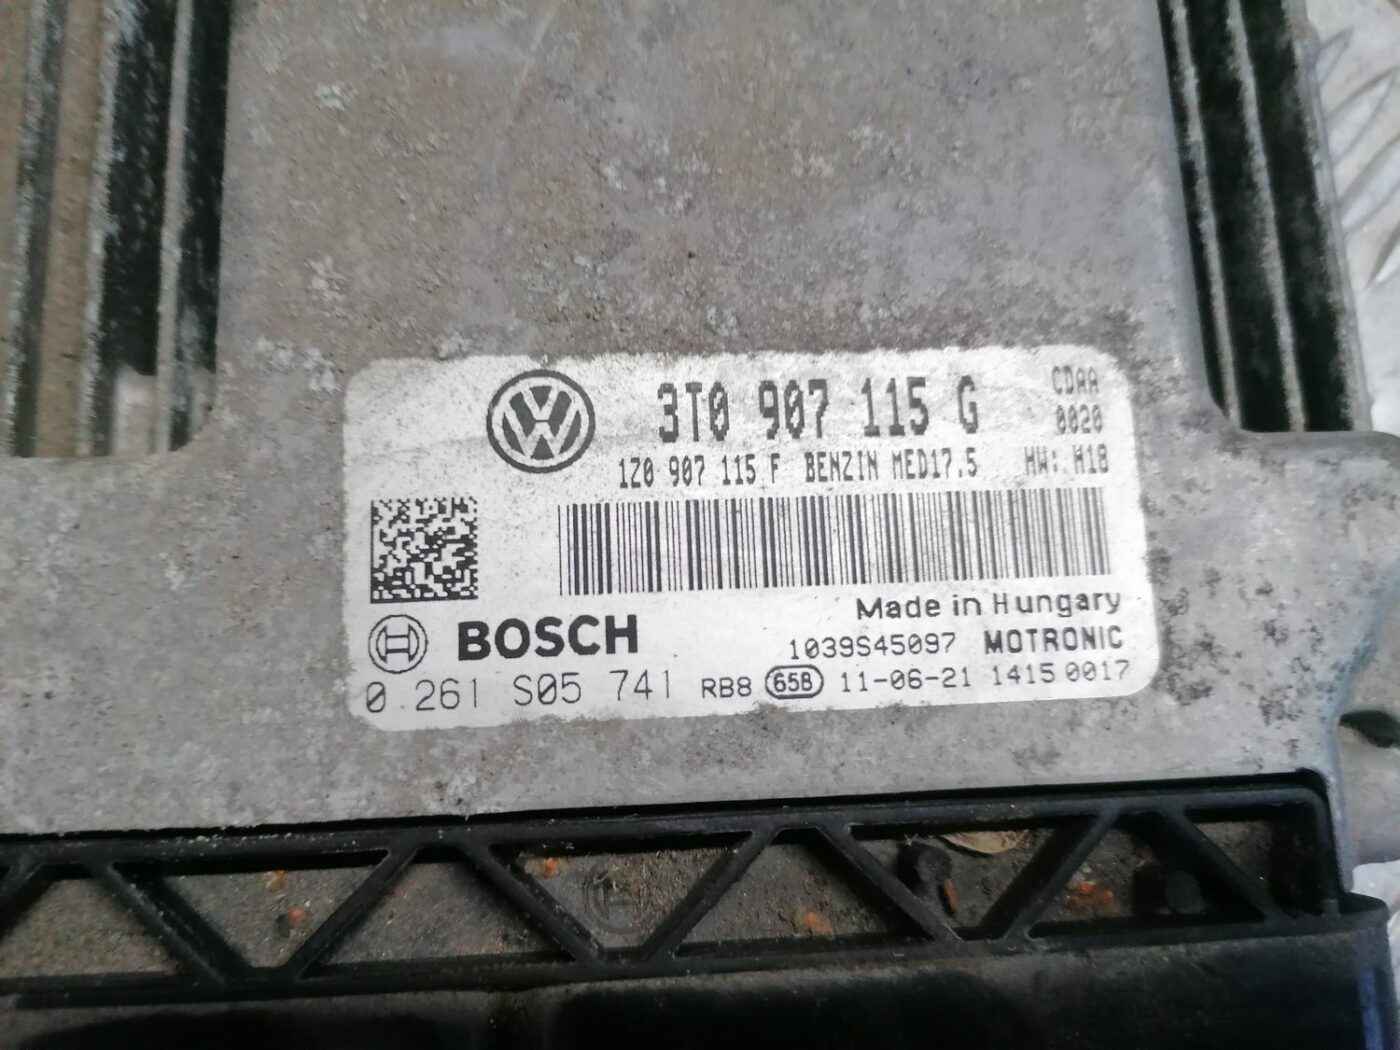 3T0 907 115 G CDAA
0020
1Z0 907 115 F BENZIN MED17.5 HW: H18
Made in Hungary
BOSCH 1039S45097 MOTRONIC
0 261 S05 741 RB8 658 11-06-21 1415 0017